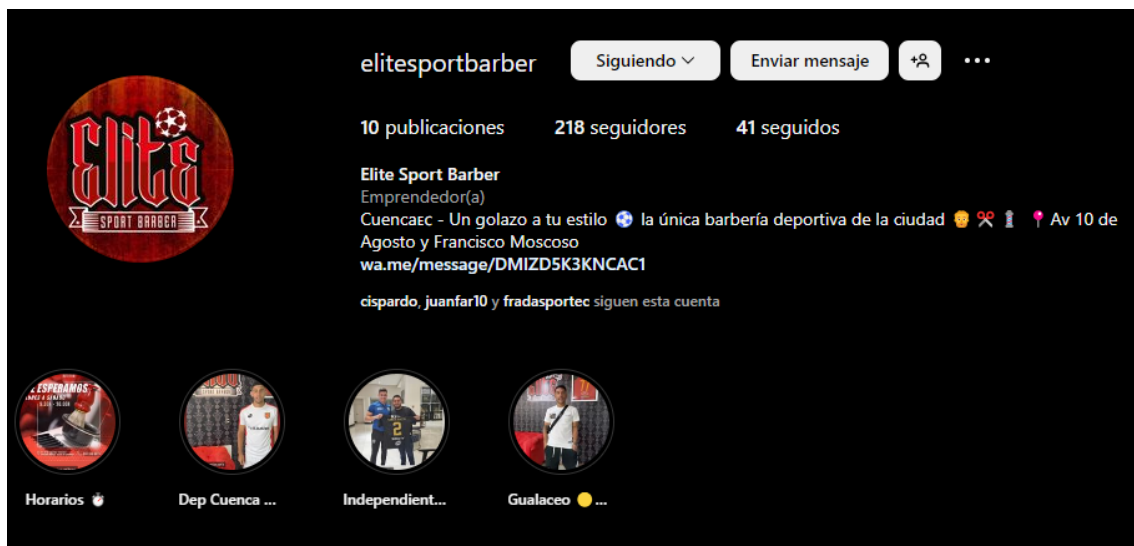 elitesportbarber
Siguiendo
Enviar mensaje
10 publicaciones
218 seguidores
41 seguidos
Elite
SPORT BARBER
Elite Sport Barber
Emprendedor(a)
Cuencaᴇᴄ - Un golazo a tu estilo ⚽ la única barbería deportiva de la ciudad 👨‍🦲 ✂️ 💈 📍 Av 10 de
Agosto y Francisco Moscoso
wa.me/message/DMIZD5K3KNCAC1
cispardo, juanfar10 y fradasportec siguen esta cuenta
ESPERAMOS
Horarios ⏱️
Dep Cuenca ...
Independient...
Gualaceo 🟡...